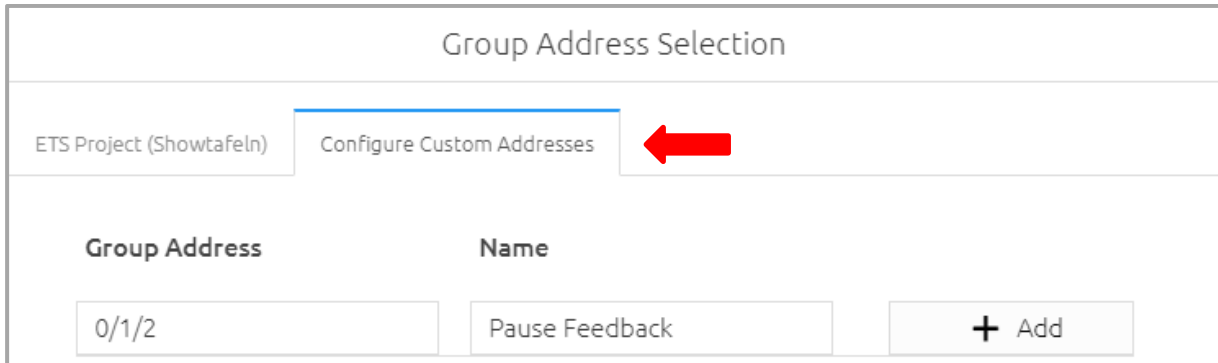 Group Address Selection
ETS Project (Showtafeln) Configure Custom Addresses
Group Address Name
0/1/2 Pause Feedback + Add